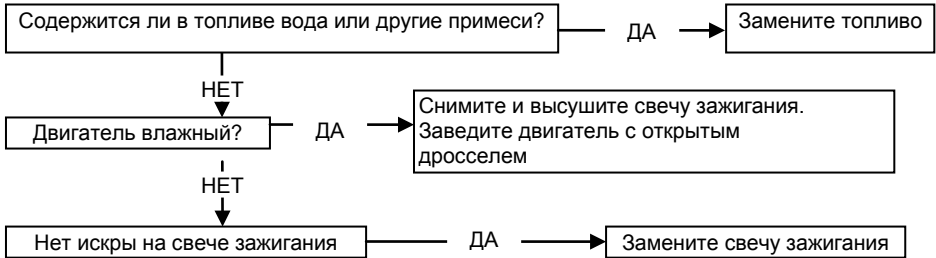 Содержится ли в топливе вода или другие примеси?
ДА
Замените топливо
НЕТ
Двигатель влажный?
ДА
Снимите и высушите свечу зажигания.
Заведите двигатель с открытым
дросселем
НЕТ
Нет искры на свече зажигания
ДА
Замените свечу зажигания